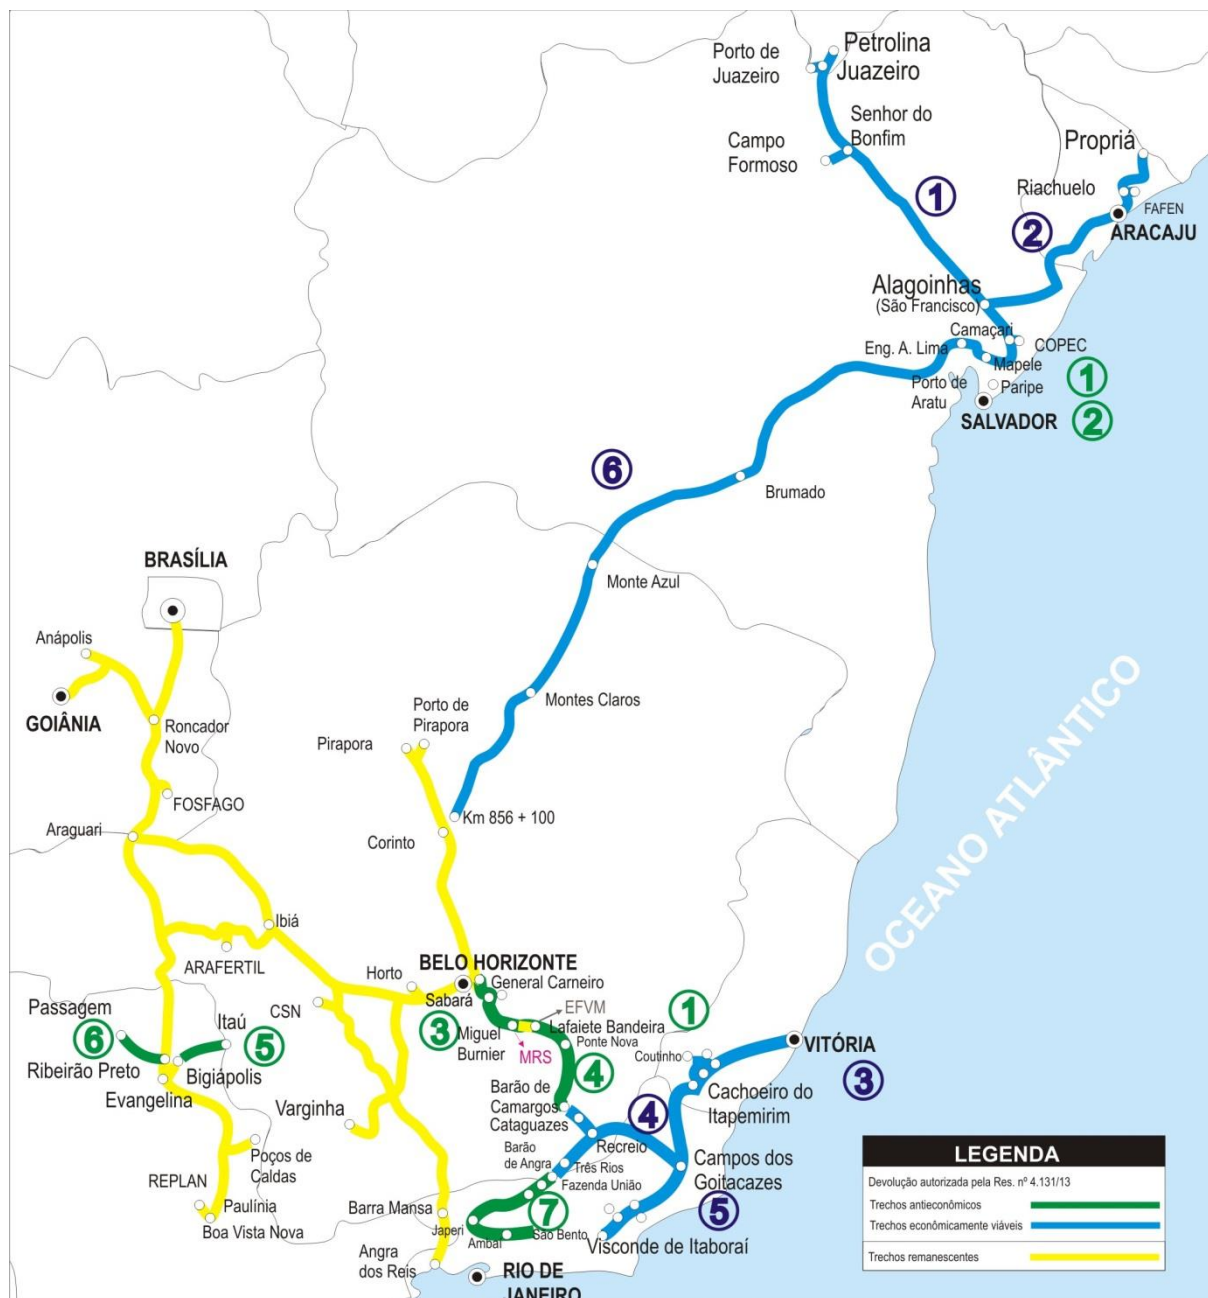 Porto de
Juazeiro
Petrolina
Juazeiro
Senhor do
Bonfim
Campo
Formoso
1
Propriá
Riachuelo
FAFEN
2
ARACAJU
Alagoinhas
(São Francisco)
Camaçari
COPEC
Eng. A. Lima
Mapele
Porto de
Aratu
Paripe
SALVADOR
1
2
6
Brumado
Monte Azul
BRASÍLIA
Anápolis
GOIÂNIA
Roncador
Novo
Montes Claros
Porto de
Pirapora
Pirapora
FOSFAGO
Km 856 + 100
Araguari
Corinto
OCEANO ATLÂNTICO
Ibiá
ARAFERTIL
BELO HORIZONTE
Horto
General Carneiro
CSN
Sabará
EFVM
1
Passagem
Itaú
3
Lafaiete Bandeira
Miguel
Burnier
MRS
Ponte Nova
Coutinho
VITÓRIA
6
5
Ribeirão Preto
Bigiápolis
4
3
Evangelina
Varginha
Barão de
Camargos
Cataguazes
Cachoeiro do
Itapemirim
4
Recreio
Poços de
Caldas
Barão
de Angra
Três Rios
Fazenda União
Campos dos
Goitacazes
REPLAN
Paulínia
Boa Vista Nova
Barra Mansa
Japeri
Ambaí
São Bento
7
5
Visconde de Itaboraí
Angra
dos Reis
RIO DE
JANEIRO
LEGENDA
Devolução autorizada pela Res. nº 4.131/13
Trechos antieconômicos
Trechos econômicamente viáveis
Trechos remanescentes